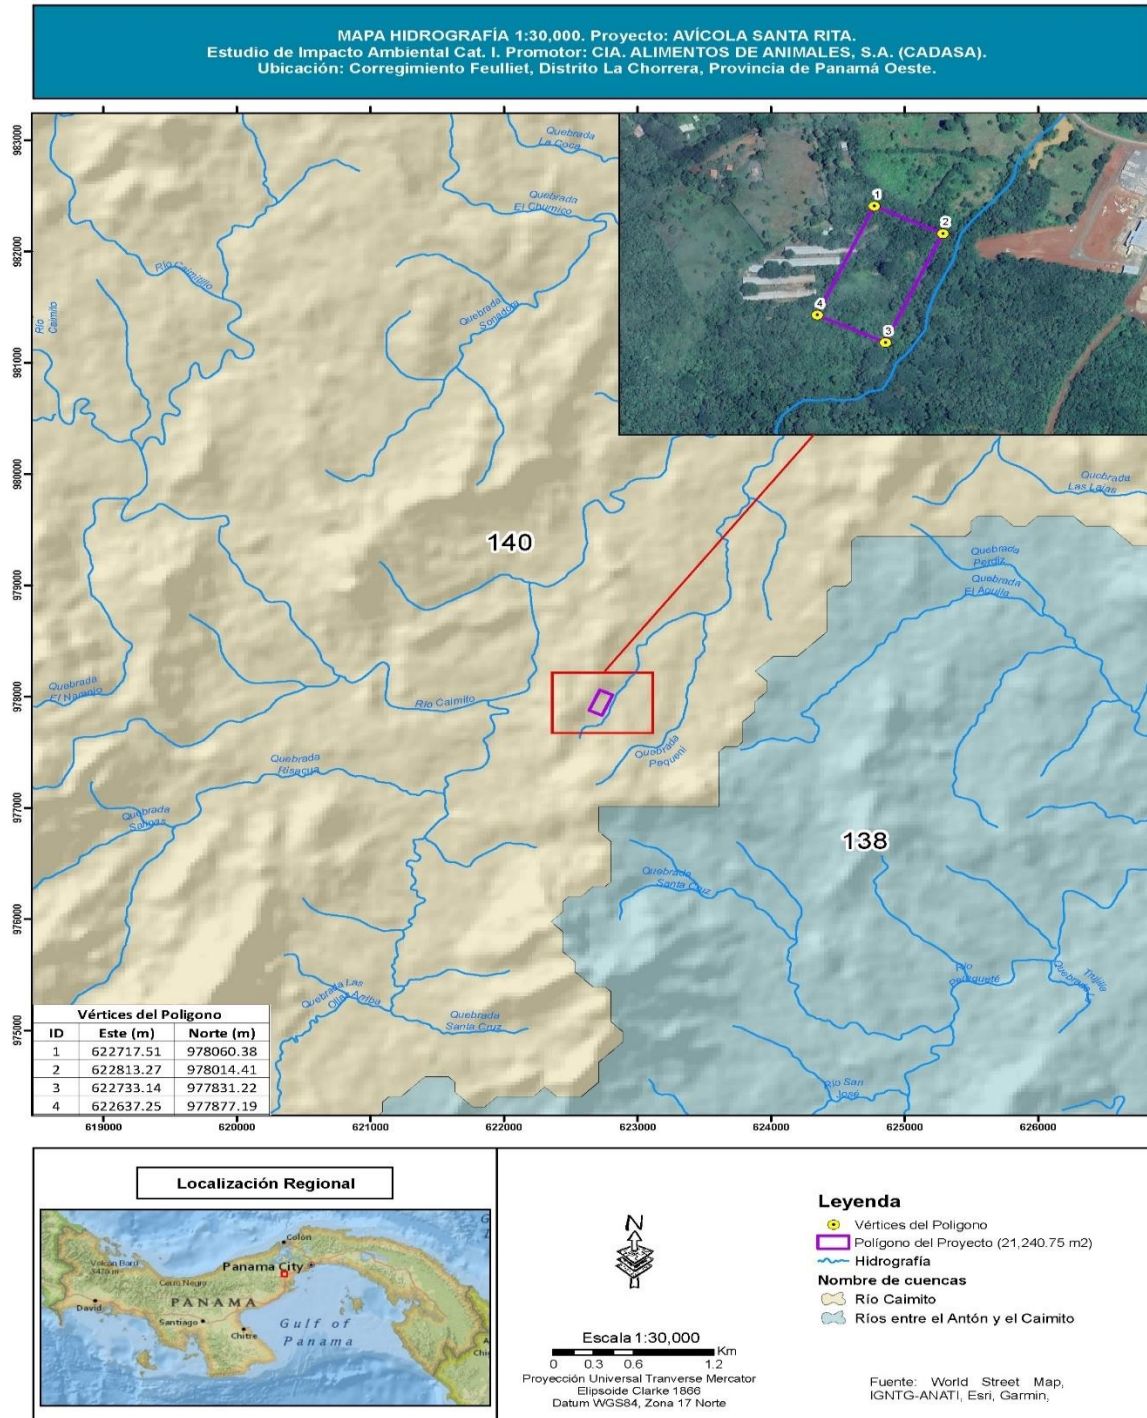 MAPA HIDROGRAFÍA 1:30,000. Proyecto: AVÍCOLA SANTA RITA.
Estudio de Impacto Ambiental Cat. I. Promotor: CIA. ALIMENTOS DE ANIMALES, S.A. (CADASA).
Ubicación: Corregimiento Feulliet, Distrito La Chorrera, Provincia de Panamá Oeste.
983000
982000
981000
980000
979000
978000
977000
976000
975000
Quebrada
La Coca
Quebrada
El Chumico
Río Caimitillo
Río
Caimito
Quebrada
Sonadora
1
2
3
4
Quebrada
Las Lajas
140
Quebrada
Perdiz
Quebrada
El Aguila
Quebrada
El Naranjo
Río Caimito
Quebrada
Pequení
Quebrada
Risacua
Quebrada
138
Quebrada
Santa Cruz
Río
Quebrada
Trujilla
Quebrada Las
Ollas Arriba
Quebrada
Santa Cruz
Río San
José
Vértices del Poligono
ID Este (m) Norte (m)
1 622717.51 978060.38
2 622813.27 978014.41
3 622733.14 977831.22
4 622637.25 977877.19
619000 620000 621000 622000 623000 624000 625000 626000
Localización Regional
Colón
Panama City
Volcan Barú
3475 m
Cerro Negro
PANAMA
David
Santiago
Chitre
Gulf of
Panama
N
Escala 1:30,000
Km
0 0.3 0.6 1.2
Proyección Universal Tranverse Mercator
Elipsoide Clarke 1866
Datum WGS84, Zona 17 Norte
Leyenda
Vértices del Poligono
Polígono del Proyecto (21,240.75 m2)
Hidrografía
Nombre de cuencas
Río Caimito
Ríos entre el Antón y el Caimito
Fuente: World Street Map,
IGNTG-ANATI, Esri, Garmin,